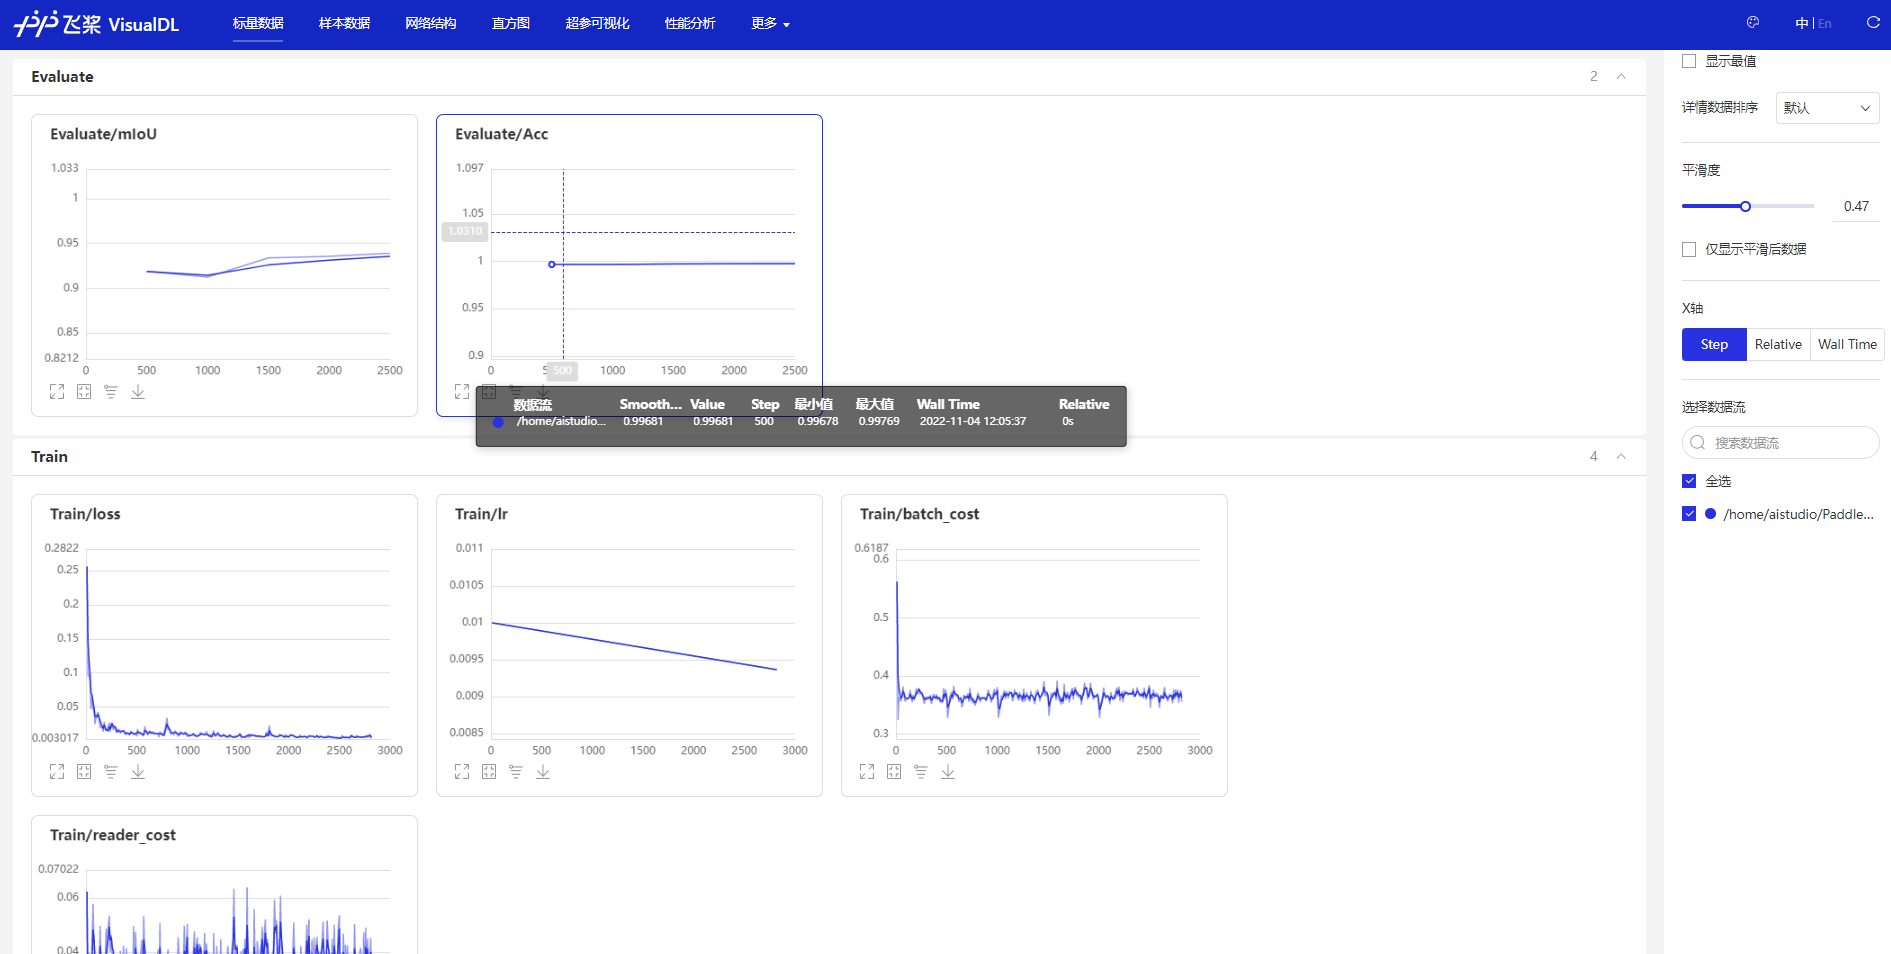 飞桨 VisualDL 标量数据 样本数据 网络结构 直方图 超参可视化 性能分析 更多 中 | En
Evaluate 2
Evaluate/mIoU
1.033
1
0.95
0.9
0.85
0.8212
0 500 1000 1500 2000 2500
Evaluate/Acc
1.097
1.05
1.0310
1
0.95
0.9
0 500 1000 1500 2000 2500
数据流 Smooth... Value Step 最小值 最大值 Wall Time Relative
/home/aistudio... 0.99681 0.99681 500 0.99678 0.99769 2022-11-04 12:05:37 0s
Train 4
Train/loss
0.2822
0.25
0.2
0.15
0.1
0.05
0.003017
0 500 1000 1500 2000 2500 3000
Train/lr
0.011
0.0105
0.01
0.0095
0.009
0.0085
0 500 1000 1500 2000 2500 3000
Train/batch_cost
0.6187
0.6
0.5
0.4
0.3
0 500 1000 1500 2000 2500 3000
Train/reader_cost
0.07022
0.06
0.04
显示最值
详情数据排序 默认
平滑度
0.47
仅显示平滑后数据
X轴
Step Relative Wall Time
选择数据流
搜索数据流
全选
/home/aistudio/Paddle...